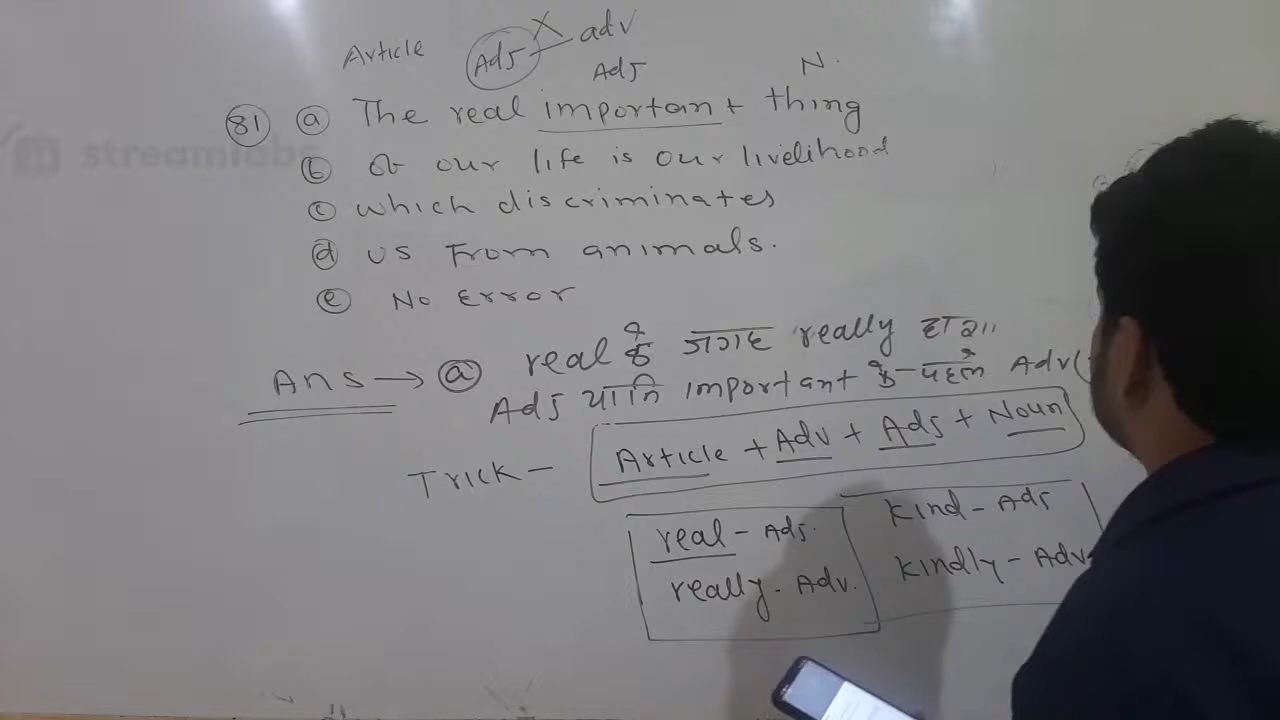 Article Adj X adv
Adj N.
81 a The real important thing
b of our life is our livelihood
c which discriminates
d us From animals.
e No Error
Ans → a real के जगह really होगा
Adj यानि important के पहले Adv(
Trick - Article + Adv + Adj + Noun
real - Adj. kind - Adj
really - Adv. kindly - Adv
streamlabs